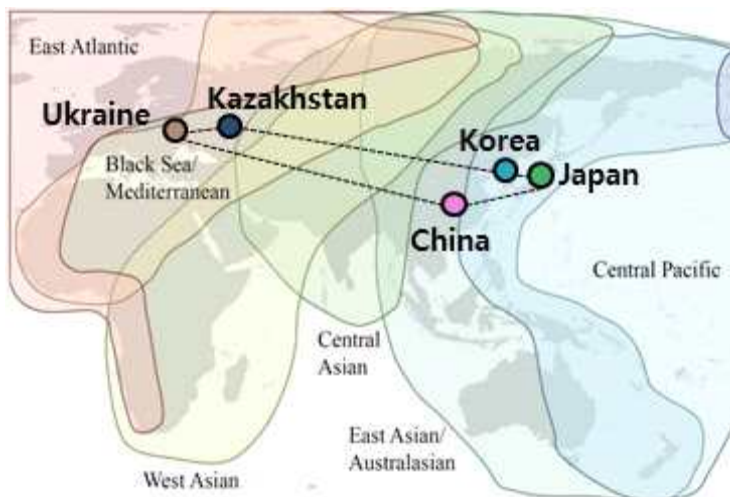 East Atlantic
Ukraine
Kazakhstan
Black Sea/
Mediterranean
Korea
Japan
China
Central Pacific
Central
Asian
East Asian/
Australasian
West Asian